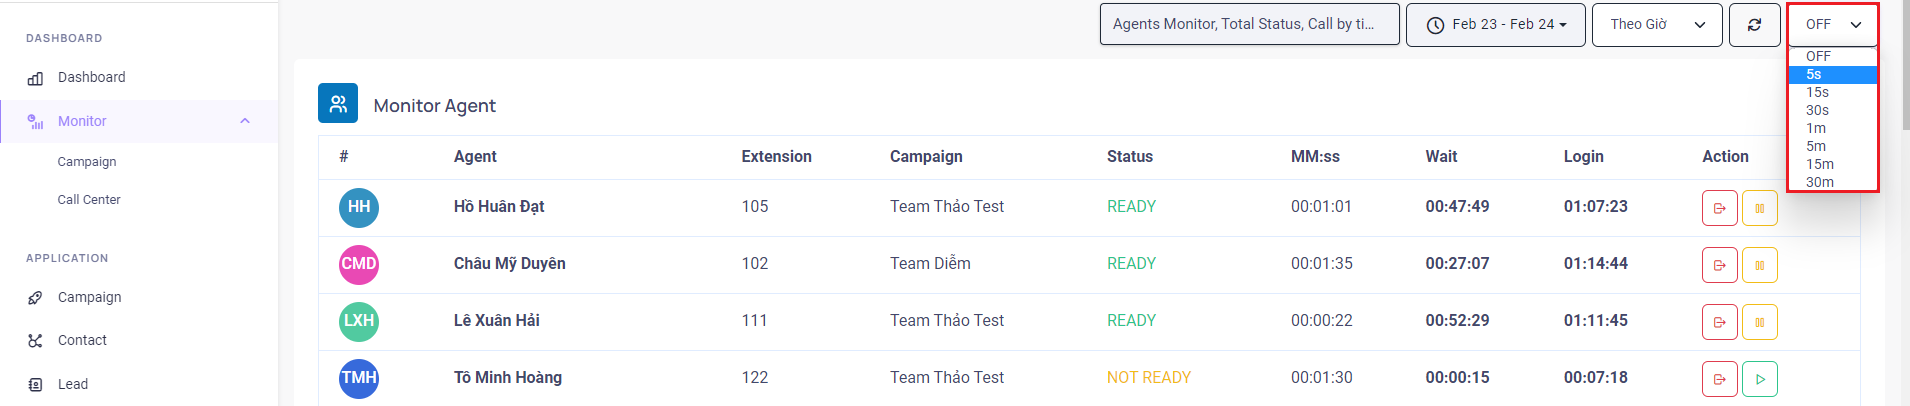 Agents Monitor, Total Status, Call by ti...
Feb 23 - Feb 24
Theo Giờ
OFF
OFF
5s
15s
30s
1m
5m
15m
30m
DASHBOARD
Dashboard
Monitor
Campaign
Call Center
APPLICATION
Campaign
Contact
Lead
Monitor Agent
# Agent Extension Campaign Status MM:ss Wait Login Action
HH Hồ Huân Đạt 105 Team Thảo Test READY 00:01:01 00:47:49 01:07:23
CMD Châu Mỹ Duyên 102 Team Diễm READY 00:01:35 00:27:07 01:14:44
LXH Lê Xuân Hải 111 Team Thảo Test READY 00:00:22 00:52:29 01:11:45
TMH Tô Minh Hoàng 122 Team Thảo Test NOT READY 00:01:30 00:00:15 00:07:18